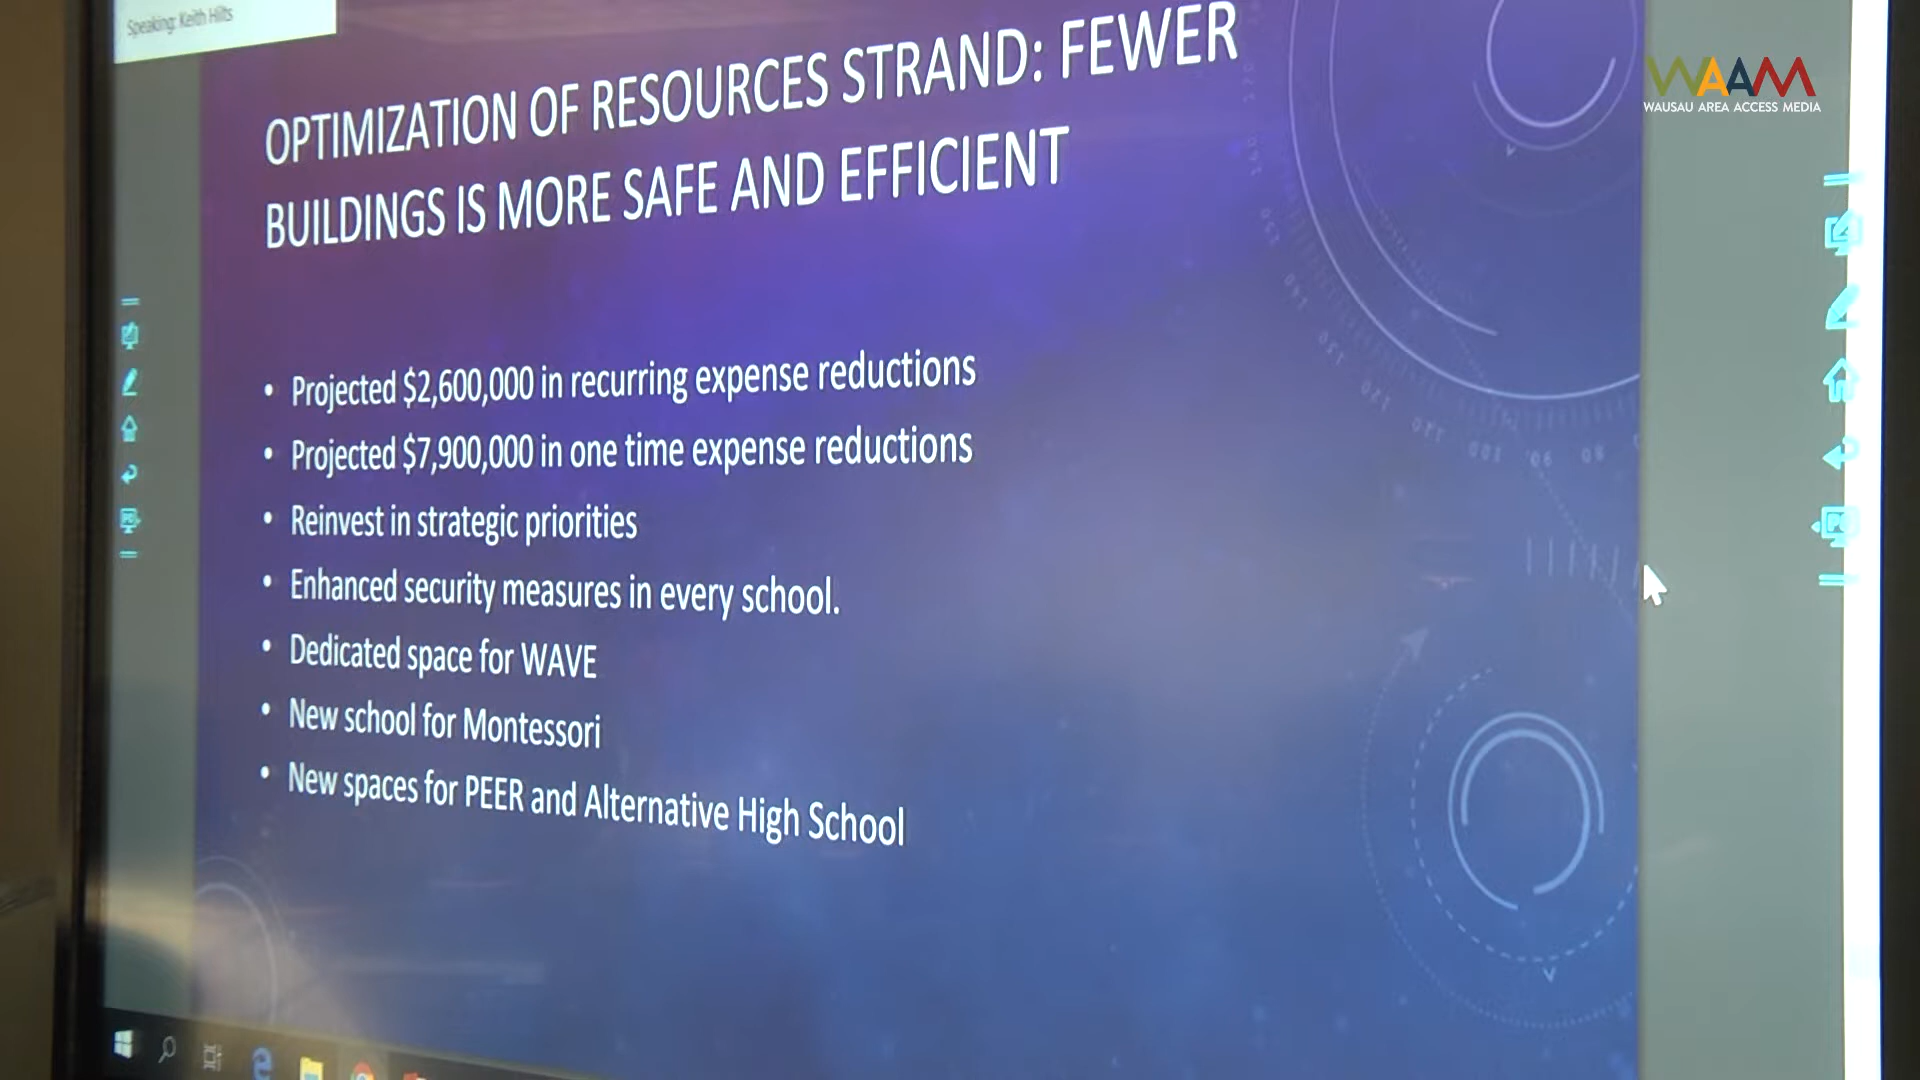 Speaking: Keith Hilts
WAAM
WAUSAU AREA ACCESS MEDIA
OPTIMIZATION OF RESOURCES STRAND: FEWER
BUILDINGS IS MORE SAFE AND EFFICIENT
• Projected $2,600,000 in recurring expense reductions
• Projected $7,900,000 in one time expense reductions
• Reinvest in strategic priorities
• Enhanced security measures in every school.
• Dedicated space for WAVE
• New school for Montessori
• New spaces for PEER and Alternative High School